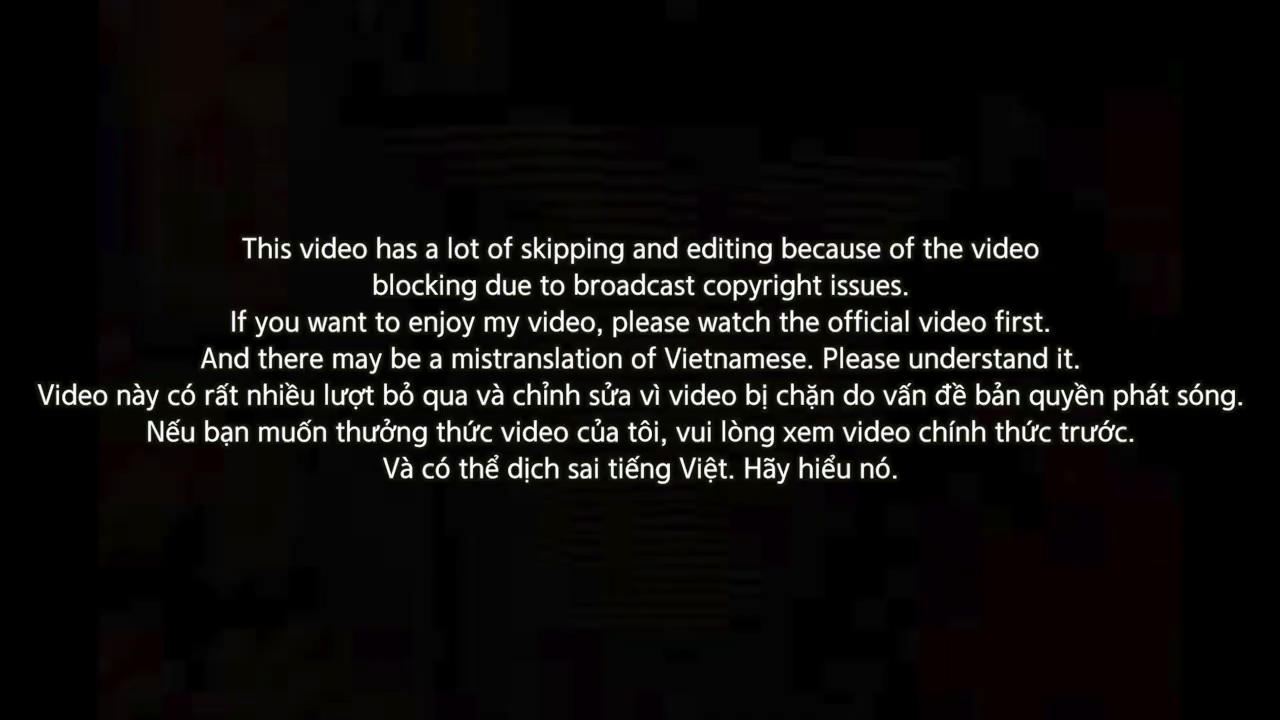 This video has a lot of skipping and editing because of the video
blocking due to broadcast copyright issues.
If you want to enjoy my video, please watch the official video first.
And there may be a mistranslation of Vietnamese. Please understand it.
Video này có rất nhiều lượt bỏ qua và chỉnh sửa vì video bị chặn do vấn đề bản quyền phát sóng.
Nếu bạn muốn thưởng thức video của tôi, vui lòng xem video chính thức trước.
Và có thể dịch sai tiếng Việt. Hãy hiểu nó.